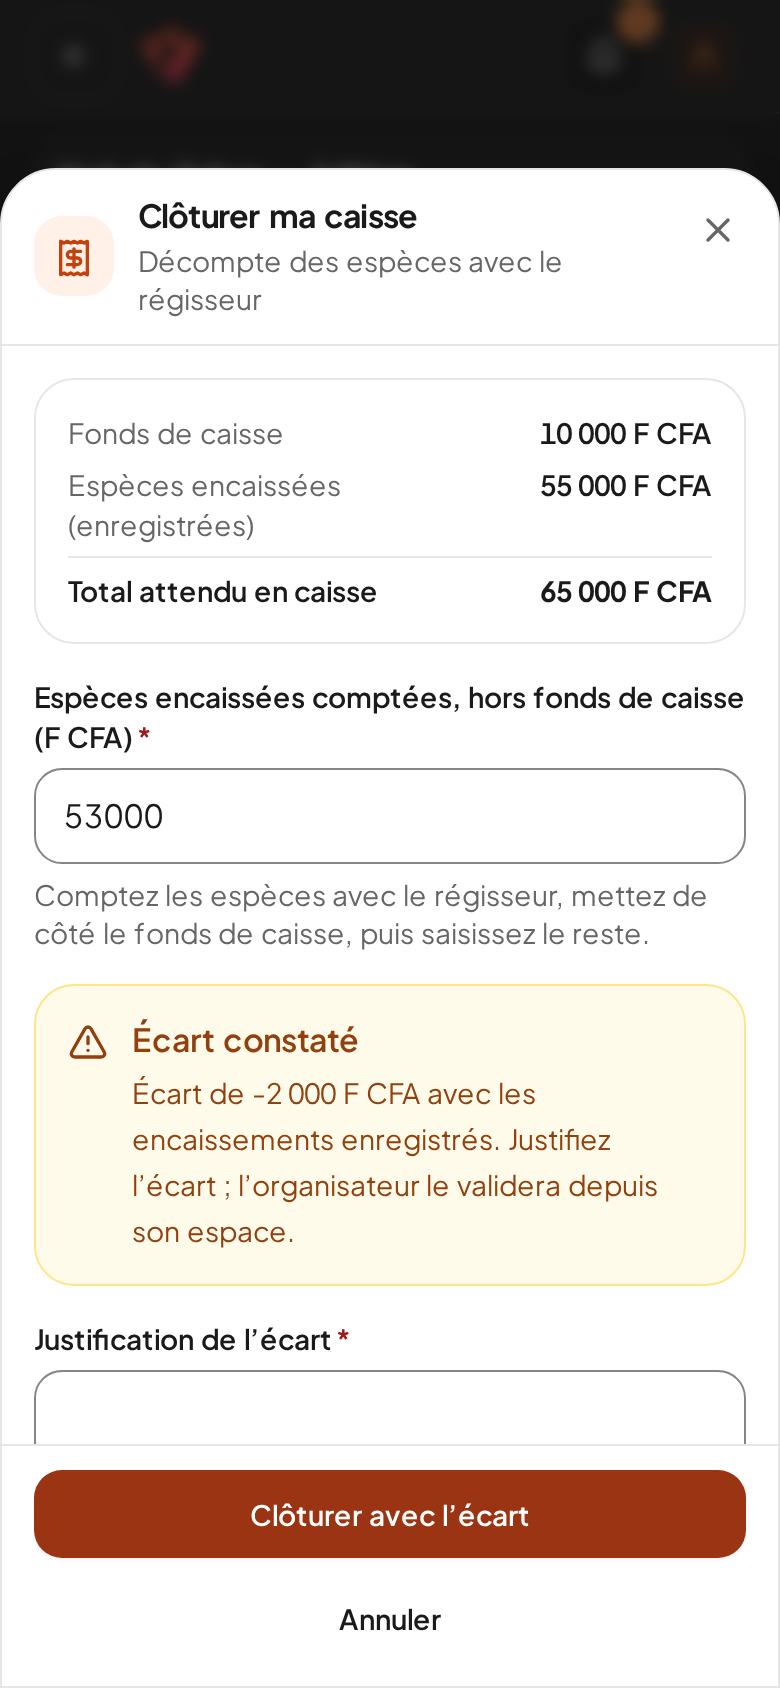 Clôturer ma caisse
Décompte des espèces avec le
régisseur
Fonds de caisse 10 000 F CFA
Espèces encaissées 55 000 F CFA
(enregistrées)
Total attendu en caisse 65 000 F CFA
Espèces encaissées comptées, hors fonds de caisse
(F CFA) *
53000
Comptez les espèces avec le régisseur, mettez de
côté le fonds de caisse, puis saisissez le reste.
Écart constaté
Écart de -2 000 F CFA avec les
encaissements enregistrés. Justifiez
l’écart ; l’organisateur le validera depuis
son espace.
Justification de l’écart *
Clôturer avec l’écart
Annuler